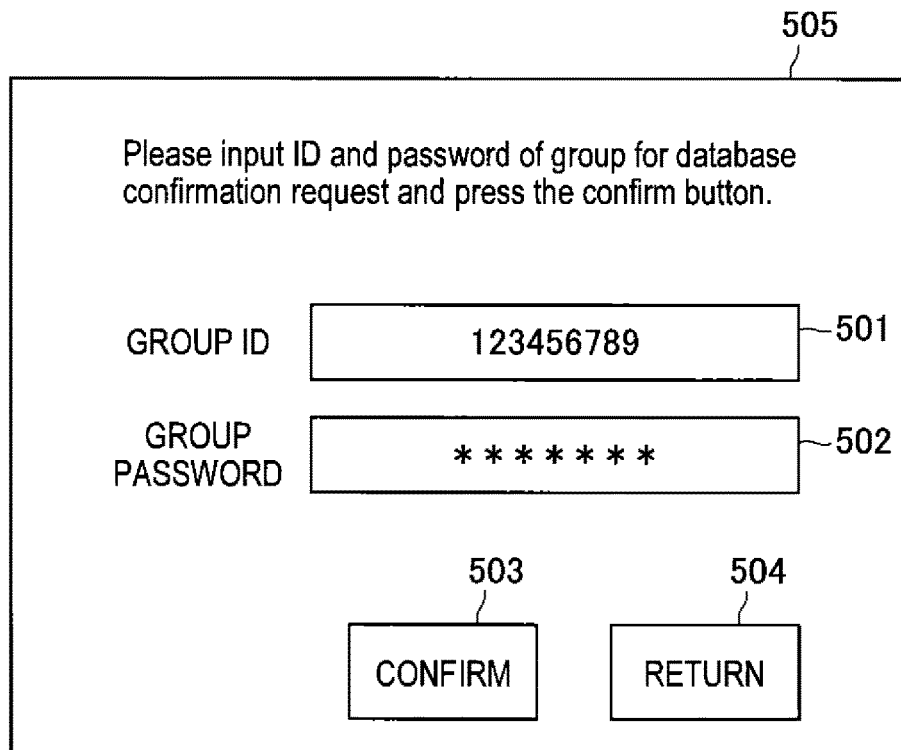 505
Please input ID and password of group for database
confirmation request and press the confirm button.
GROUP ID
123456789
501
GROUP
PASSWORD
*******
502
503
504
CONFIRM
RETURN